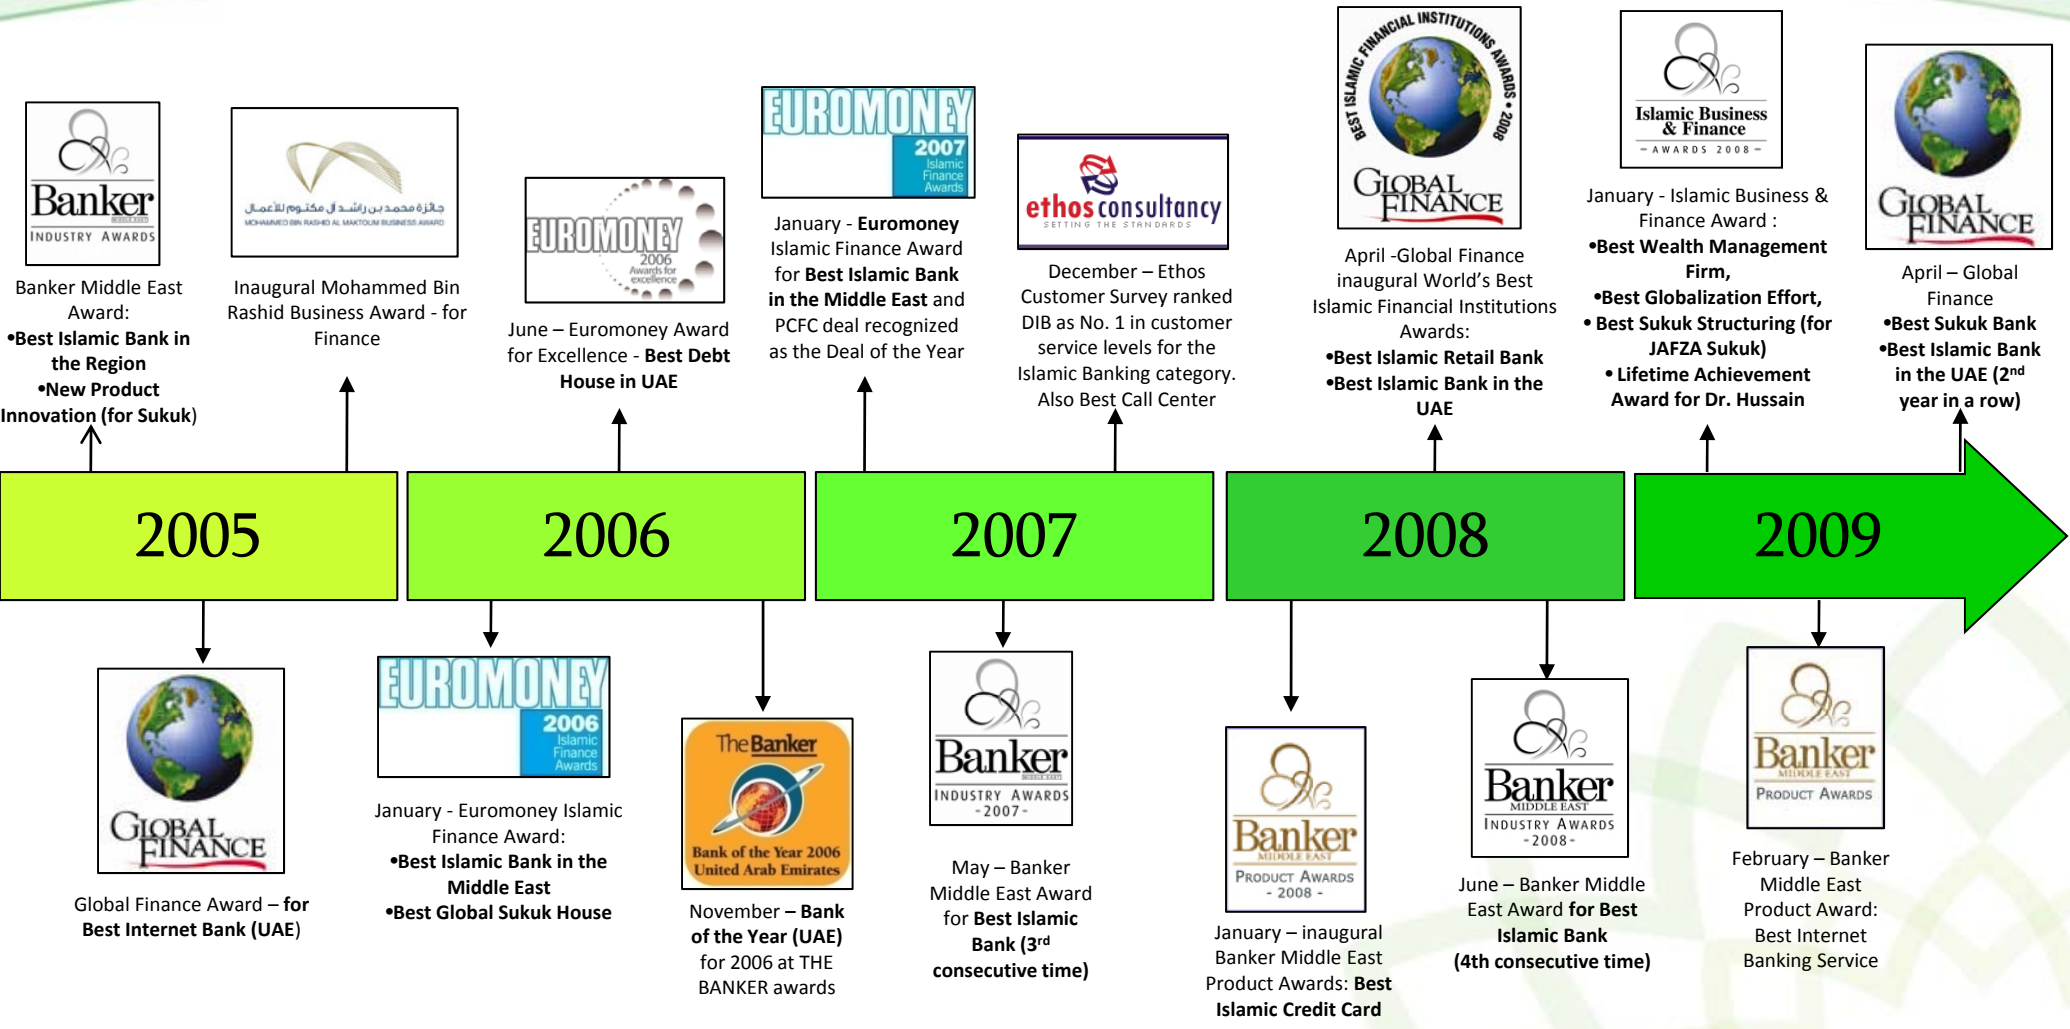 Banker
MIDDLE EAST
INDUSTRY AWARDS
Banker Middle East
Award:
•Best Islamic Bank in
the Region
•New Product
Innovation (for Sukuk)
جائزة محمد بن راشد آل مكتوم للأعمال
MOHAMMED BIN RASHID AL MAKTOUM BUSINESS AWARD
Inaugural Mohammed Bin
Rashid Business Award - for
Finance
EUROMONEY
2006
Awards for
excellence
June – Euromoney Award
for Excellence - Best Debt
House in UAE
EUROMONEY
2007
Islamic
Finance
Awards
January - Euromoney
Islamic Finance Award
for Best Islamic Bank
in the Middle East and
PCFC deal recognized
as the Deal of the Year
ethos consultancy
SETTING THE STANDARDS
December – Ethos
Customer Survey ranked
DIB as No. 1 in customer
service levels for the
Islamic Banking category.
Also Best Call Center
BEST ISLAMIC FINANCIAL INSTITUTIONS AWARDS • 2008
GLOBAL
FINANCE
April -Global Finance
inaugural World's Best
Islamic Financial Institutions
Awards:
•Best Islamic Retail Bank
•Best Islamic Bank in the
UAE
Islamic Business
& Finance
- AWARDS 2008 -
January - Islamic Business &
Finance Award :
•Best Wealth Management
Firm,
•Best Globalization Effort,
• Best Sukuk Structuring (for
JAFZA Sukuk)
• Lifetime Achievement
Award for Dr. Hussain
GLOBAL
FINANCE
April – Global
Finance
•Best Sukuk Bank
•Best Islamic Bank
in the UAE (2nd
year in a row)
2005
2006
2007
2008
2009
GLOBAL
FINANCE
Global Finance Award – for
Best Internet Bank (UAE)
EUROMONEY
2006
Islamic
Finance
Awards
January - Euromoney Islamic
Finance Award:
•Best Islamic Bank in the
Middle East
•Best Global Sukuk House
The Banker
Bank of the Year 2006
United Arab Emirates
November – Bank
of the Year (UAE)
for 2006 at THE
BANKER awards
Banker
MIDDLE EAST
INDUSTRY AWARDS
-2007-
May – Banker
Middle East Award
for Best Islamic
Bank (3rd
consecutive time)
Banker
MIDDLE EAST
PRODUCT AWARDS
- 2008 -
January – inaugural
Banker Middle East
Product Awards: Best
Islamic Credit Card
Banker
MIDDLE EAST
INDUSTRY AWARDS
-2008-
June – Banker Middle
East Award for Best
Islamic Bank
(4th consecutive time)
Banker
MIDDLE EAST
PRODUCT AWARDS
February – Banker
Middle East
Product Award:
Best Internet
Banking Service